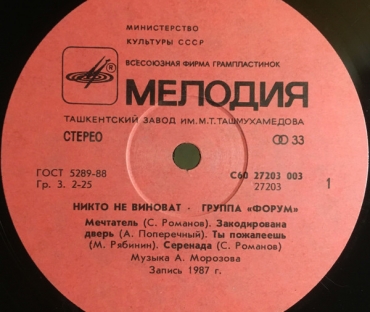 МИНИСТЕРСТВО
КУЛЬТУРЫ СССР
ВСЕСОЮЗНАЯ ФИРМА ГРАМПЛАСТИНОК
МЕЛОДИЯ
ТАШКЕНТСКИЙ ЗАВОД ИМ. М.Т. ТАШМУХАМЕДОВА
СТЕРЕО 33
ГОСТ 5289-88 С60 27203 003
Гр. 3. 2-25 27203 1
НИКТО НЕ ВИНОВАТ · ГРУППА «ФОРУМ»
Мечтатель (С. Романов). Закодирована
дверь (А. Поперечный). Ты пожалеешь
(М. Рябинин). Серенада (С. Романов)
Музыка А. Морозова
Запись 1987 г.